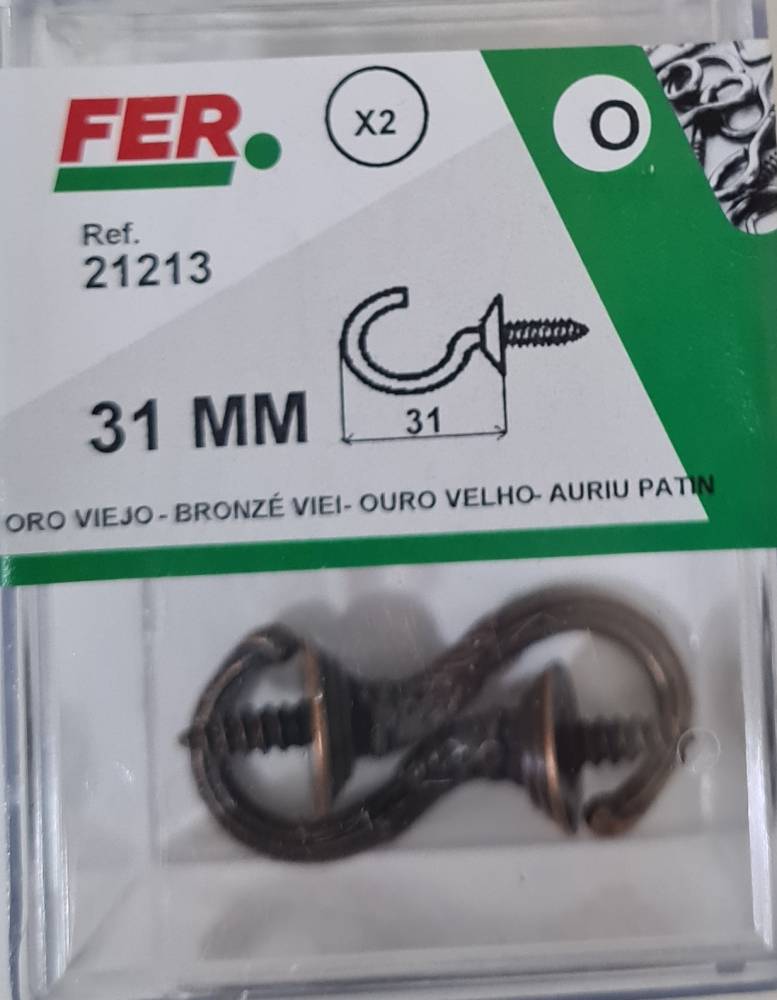 FER.
X2
O
Ref.
21213
31 MM
31
ORO VIEJO - BRONZÉ VIEI- OURO VELHO- AURIU PATIN